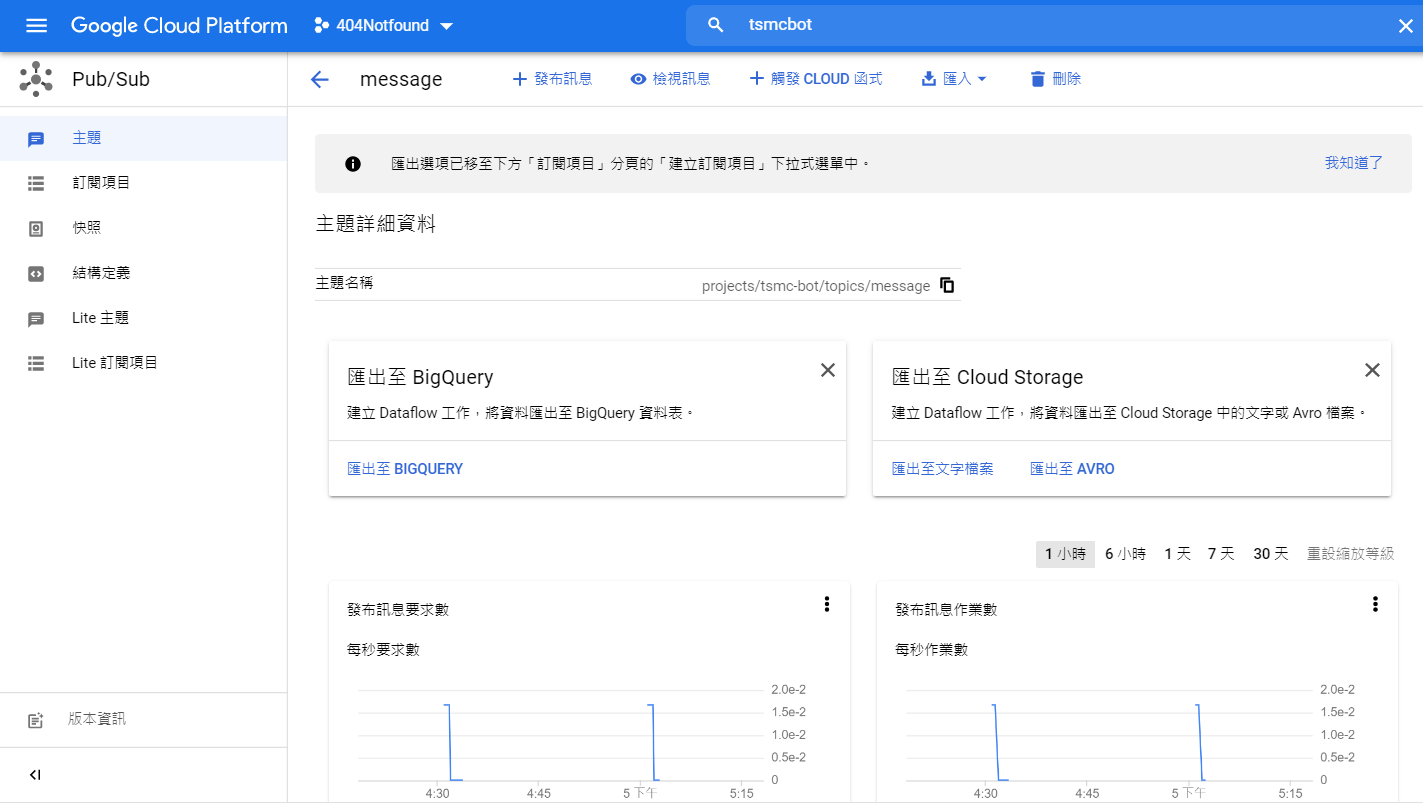 Google Cloud Platform
404Notfound
tsmcbot
Pub/Sub
message
發布訊息
檢視訊息
觸發 CLOUD 函式
匯入
刪除
主題
訂閱項目
快照
結構定義
Lite 主題
Lite 訂閱項目
版本資訊
匯出選項已移至下方「訂閱項目」分頁的「建立訂閱項目」下拉式選單中。
我知道了
主題詳細資料
主題名稱
projects/tsmc-bot/topics/message
匯出至 BigQuery
建立 Dataflow 工作，將資料匯出至 BigQuery 資料表。
匯出至 BIGQUERY
匯出至 Cloud Storage
建立 Dataflow 工作，將資料匯出至 Cloud Storage 中的文字或 Avro 檔案。
匯出至文字檔案
匯出至 AVRO
1 小時
6 小時
1 天
7 天
30 天
重設縮放等級
發布訊息要求數
每秒要求數
2.0e-2
1.5e-2
1.0e-2
0.5e-2
0
4:30
4:45
5 下午
5:15
發布訊息作業數
每秒作業數
2.0e-2
1.5e-2
1.0e-2
0.5e-2
0
4:30
4:45
5 下午
5:15